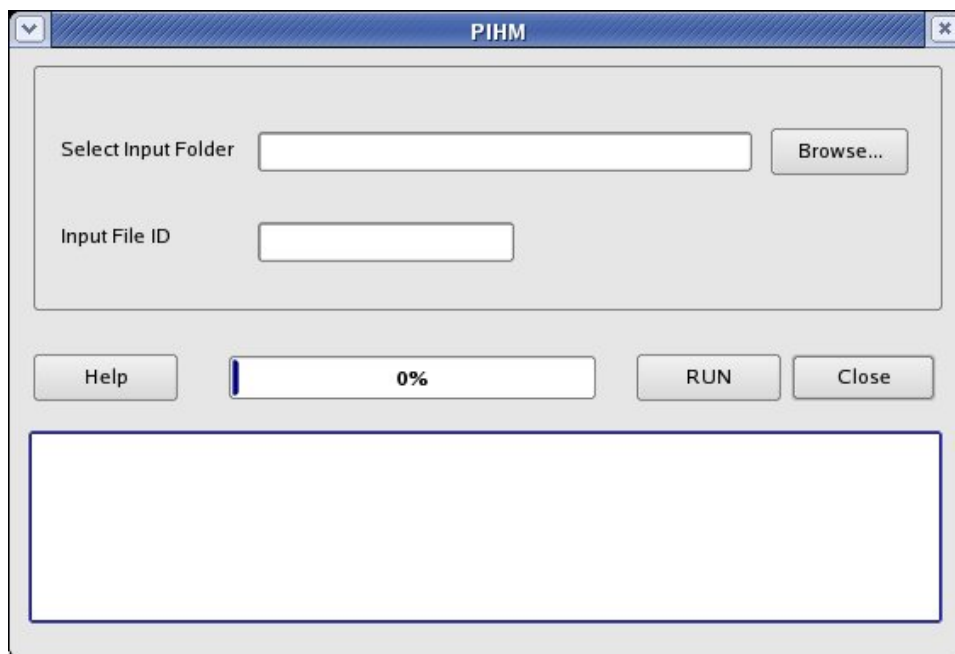 PIHM
Select Input Folder
Browse...
Input File ID
Help
0%
RUN
Close